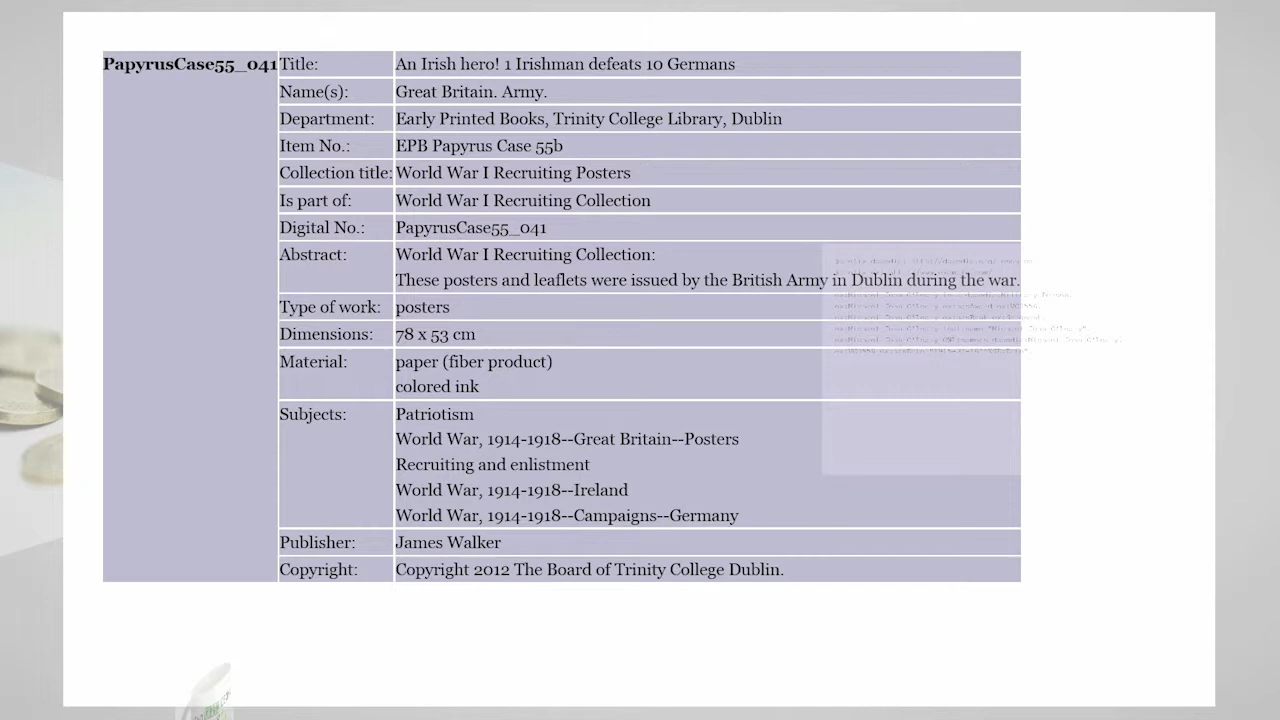 PapyrusCase55_041 Title: An Irish hero! 1 Irishman defeats 10 Germans
Name(s): Great Britain. Army.
Department: Early Printed Books, Trinity College Library, Dublin
Item No.: EPB Papyrus Case 55b
Collection title: World War I Recruiting Posters
Is part of: World War I Recruiting Collection
Digital No.: PapyrusCase55_041
Abstract: World War I Recruiting Collection:
These posters and leaflets were issued by the British Army in Dublin during the war.
Type of work: posters
Dimensions: 78 x 53 cm
Material: paper (fiber product)
colored ink
Subjects: Patriotism
World War, 1914-1918--Great Britain--Posters
Recruiting and enlistment
World War, 1914-1918--Ireland
World War, 1914-1918--Campaigns--Germany
Publisher: James Walker
Copyright: Copyright 2012 The Board of Trinity College Dublin.